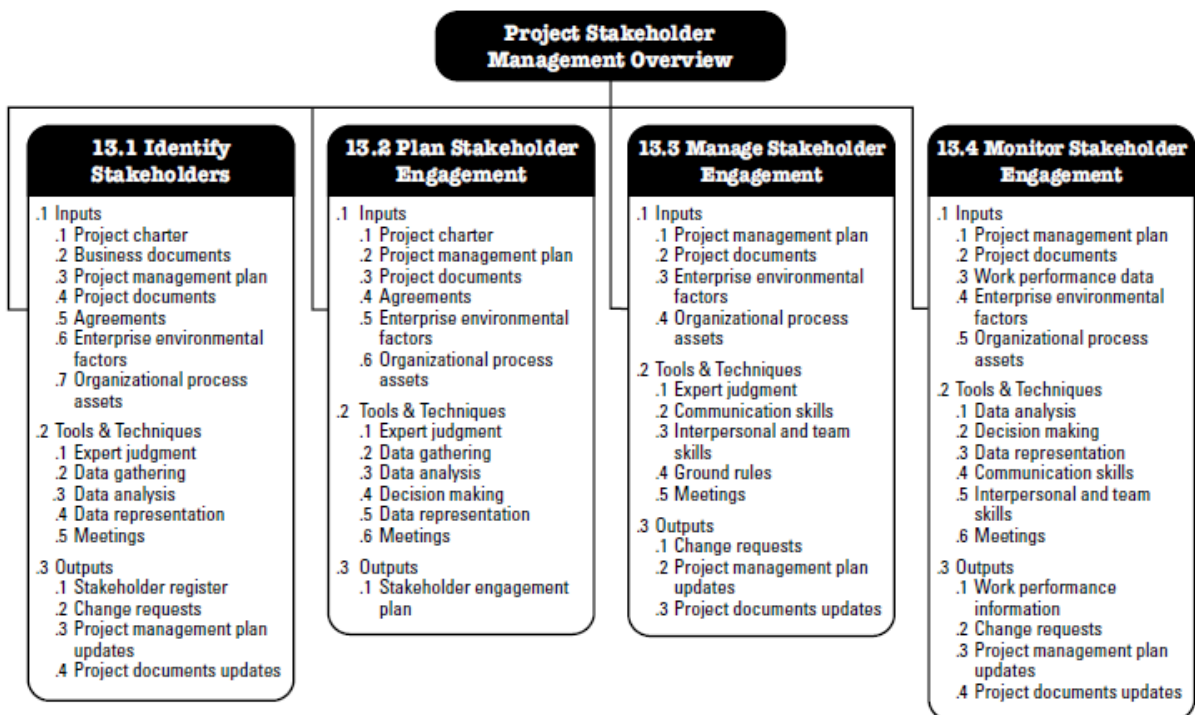 Project Stakeholder
Management Overview
13.1 Identify
Stakeholders
.1 Inputs
.1 Project charter
.2 Business documents
.3 Project management plan
.4 Project documents
.5 Agreements
.6 Enterprise environmental
factors
.7 Organizational process
assets
.2 Tools & Techniques
.1 Expert judgment
.2 Data gathering
.3 Data analysis
.4 Data representation
.5 Meetings
.3 Outputs
.1 Stakeholder register
.2 Change requests
.3 Project management plan
updates
.4 Project documents updates
13.2 Plan Stakeholder
Engagement
.1 Inputs
.1 Project charter
.2 Project management plan
.3 Project documents
.4 Agreements
.5 Enterprise environmental
factors
.6 Organizational process
assets
.2 Tools & Techniques
.1 Expert judgment
.2 Data gathering
.3 Data analysis
.4 Decision making
.5 Data representation
.6 Meetings
.3 Outputs
.1 Stakeholder engagement
plan
13.3 Manage Stakeholder
Engagement
.1 Inputs
.1 Project management plan
.2 Project documents
.3 Enterprise environmental
factors
.4 Organizational process
assets
.2 Tools & Techniques
.1 Expert judgment
.2 Communication skills
.3 Interpersonal and team
skills
.4 Ground rules
.5 Meetings
.3 Outputs
.1 Change requests
.2 Project management plan
updates
.3 Project documents updates
13.4 Monitor Stakeholder
Engagement
.1 Inputs
.1 Project management plan
.2 Project documents
.3 Work performance data
.4 Enterprise environmental
factors
.5 Organizational process
assets
.2 Tools & Techniques
.1 Data analysis
.2 Decision making
.3 Data representation
.4 Communication skills
.5 Interpersonal and team
skills
.6 Meetings
.3 Outputs
.1 Work performance
information
.2 Change requests
.3 Project management plan
updates
.4 Project documents updates